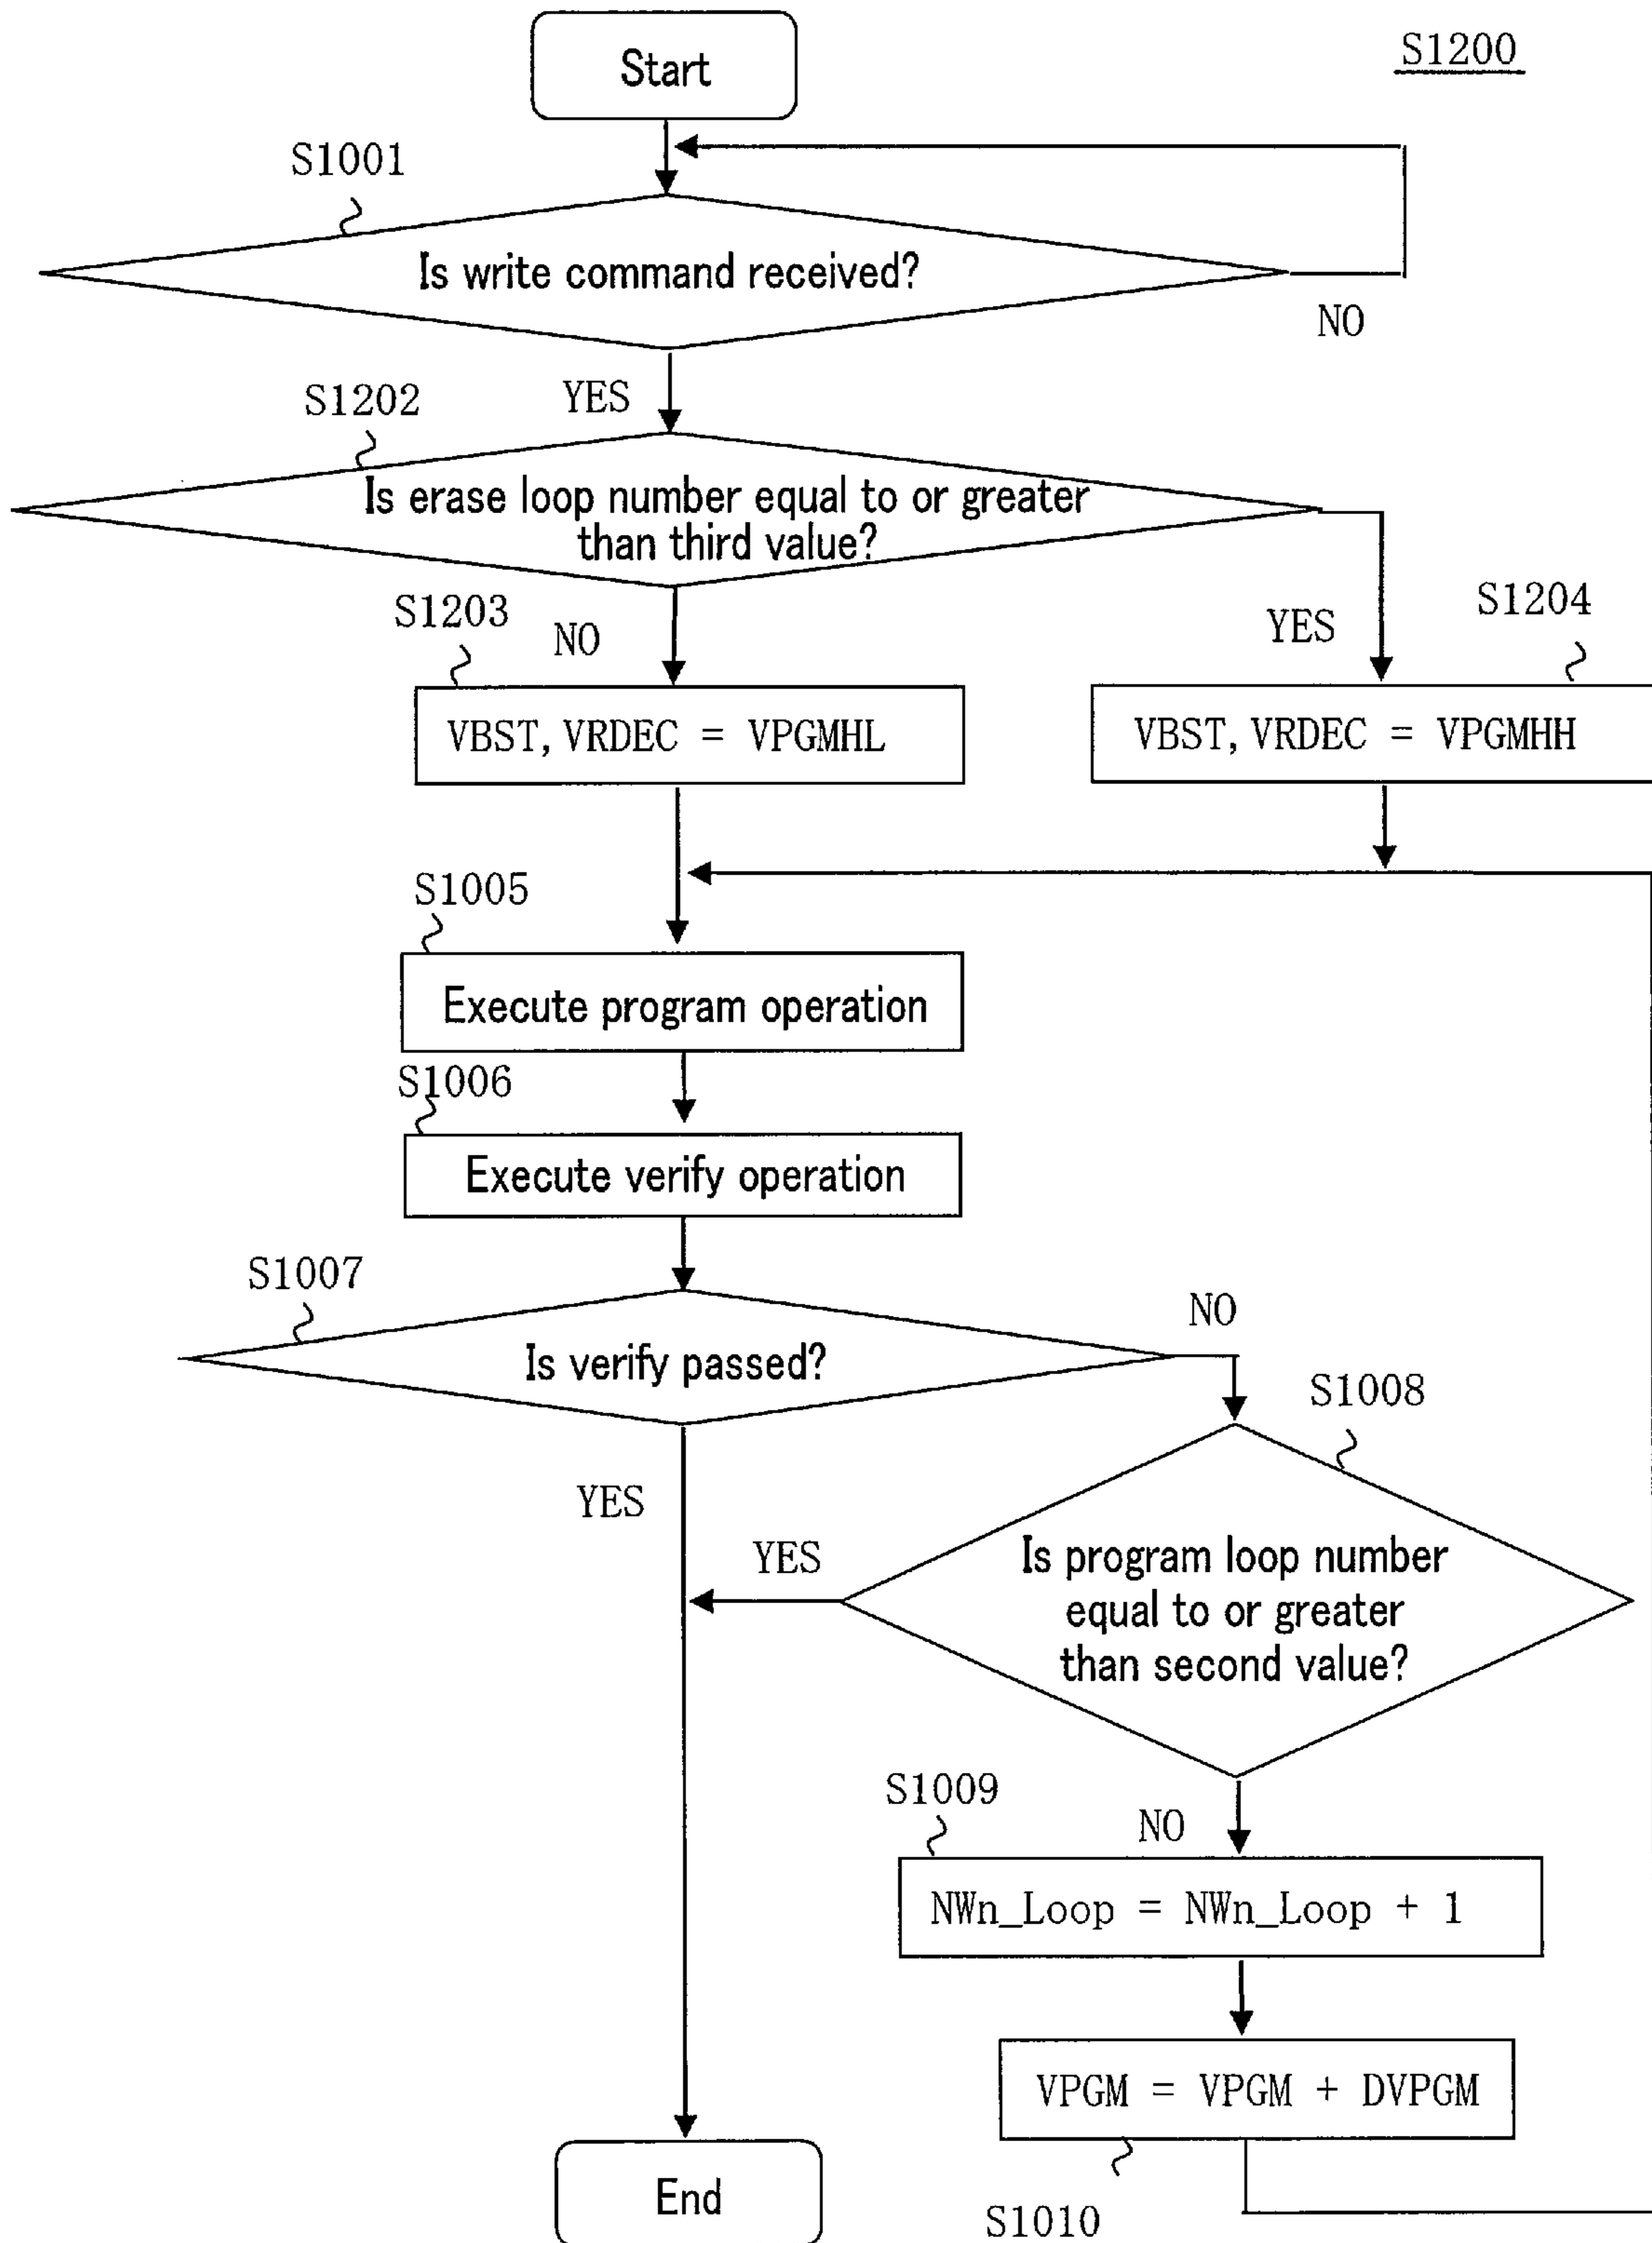 S1200
Start
S1001
Is write command received?
NO
YES
S1202
Is erase loop number equal to or greater
than third value?
S1203
NO
YES
S1204
VBST, VRDEC = VPGMHL
VBST, VRDEC = VPGMHH
S1005
Execute program operation
S1006
Execute verify operation
S1007
NO
Is verify passed?
S1008
YES
YES
Is program loop number
equal to or greater
than second value?
S1009
NO
NWn_Loop = NWn_Loop + 1
VPGM = VPGM + DVPGM
End
S1010